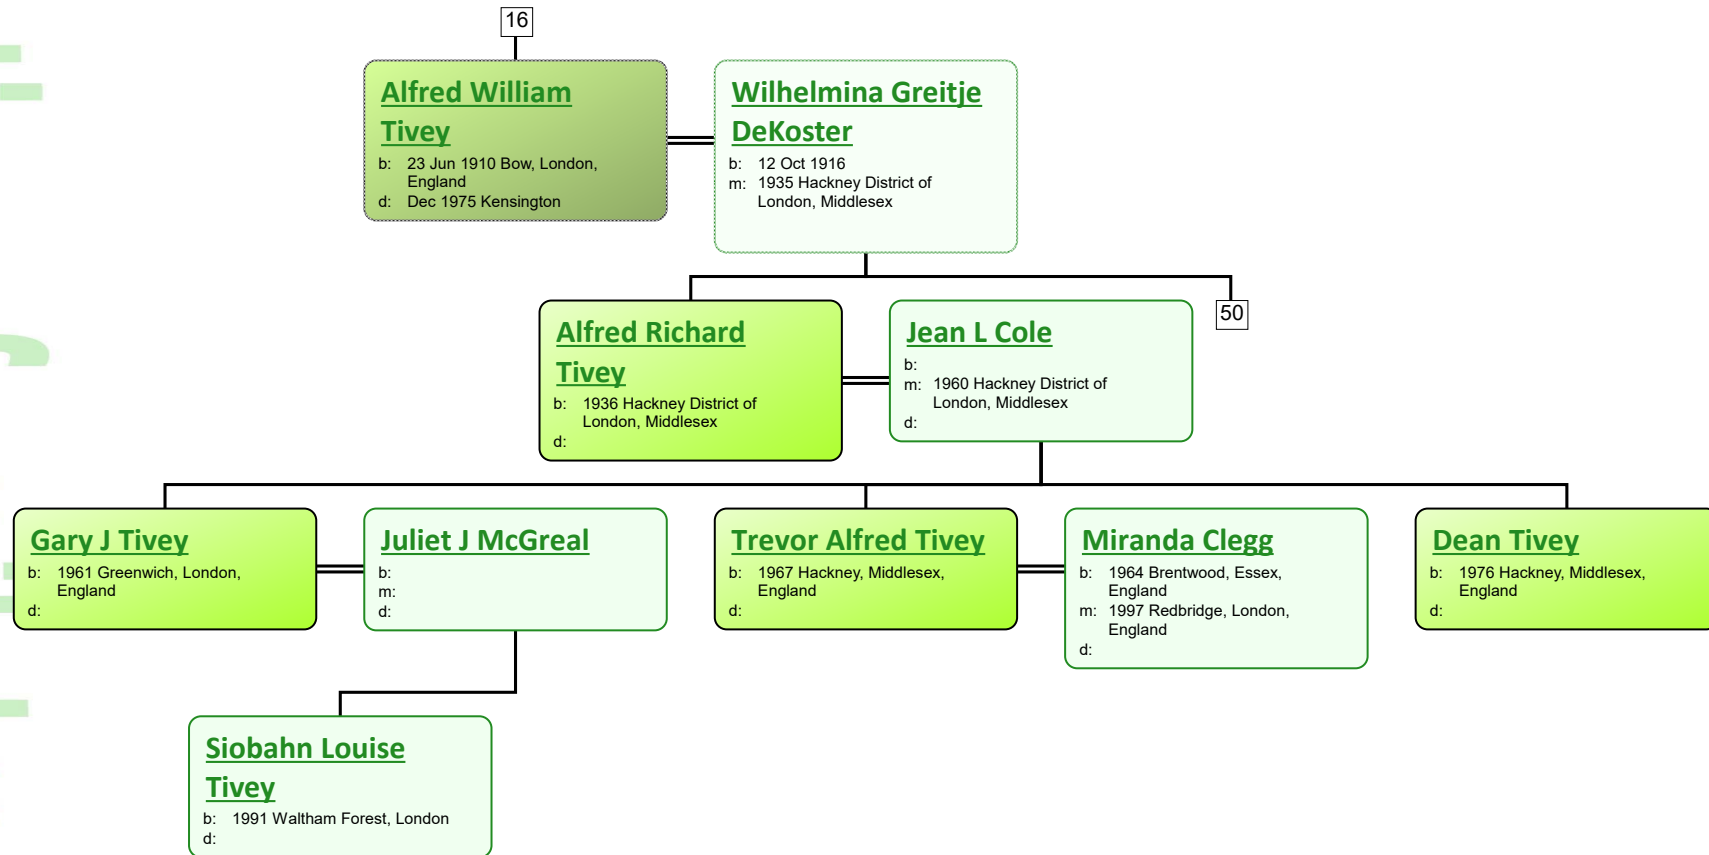 16
Alfred William
Tivey
b: 23 Jun 1910 Bow, London,
England
d: Dec 1975 Kensington
Wilhelmina Greitje
DeKoster
b: 12 Oct 1916
m: 1935 Hackney District of
London, Middlesex
50
Alfred Richard
Tivey
b: 1936 Hackney District of
London, Middlesex
d:
Jean L Cole
b:
m: 1960 Hackney District of
London, Middlesex
d:
Gary J Tivey
b: 1961 Greenwich, London,
England
d:
Juliet J McGreal
b:
m:
d:
Trevor Alfred Tivey
b: 1967 Hackney, Middlesex,
England
d:
Miranda Clegg
b: 1964 Brentwood, Essex,
England
m: 1997 Redbridge, London,
England
d:
Dean Tivey
b: 1976 Hackney, Middlesex,
England
d:
Siobahn Louise
Tivey
b: 1991 Waltham Forest, London
d: